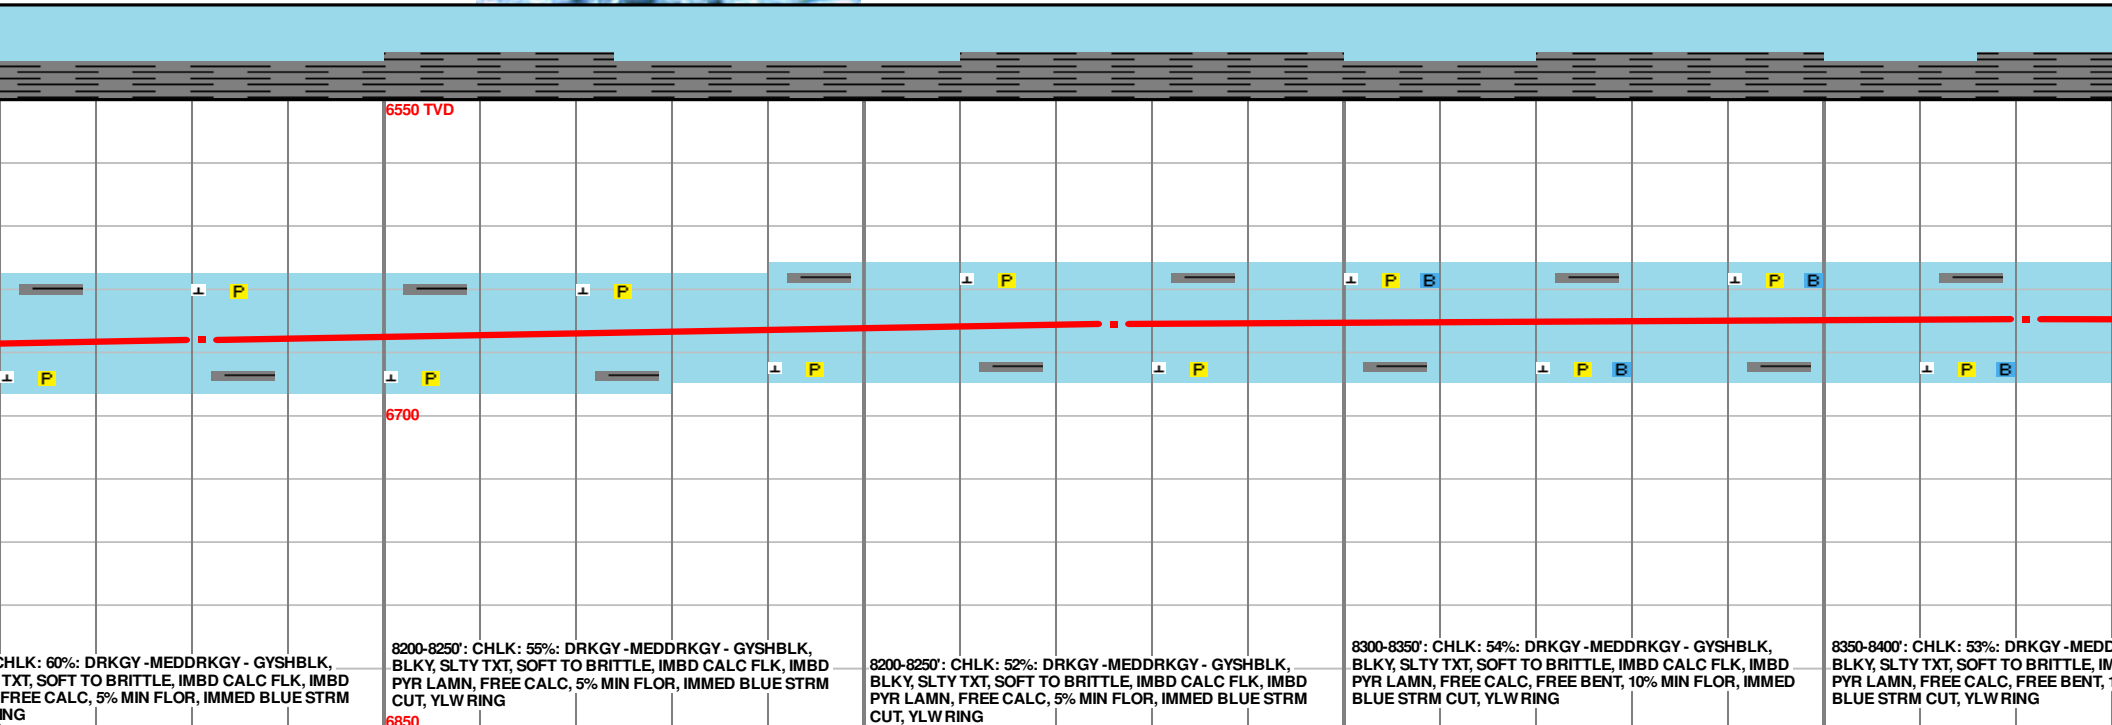 6550 TVD
P
P
P
P B
P B
P
P
P
P
P B
P B
6700
CHLK: 60%: DRKGY -MEDDRKGY - GYSHBLK,
TXT, SOFT TO BRITTLE, IMBD CALC FLK, IMBD
FREE CALC, 5% MIN FLOR, IMMED BLUE STRM
NG
8200-8250': CHLK: 55%: DRKGY -MEDDRKGY - GYSHBLK,
BLKY, SLTY TXT, SOFT TO BRITTLE, IMBD CALC FLK, IMBD
PYR LAMN, FREE CALC, 5% MIN FLOR, IMMED BLUE STRM
CUT, YLW RING
6850
8200-8250': CHLK: 52%: DRKGY -MEDDRKGY - GYSHBLK,
BLKY, SLTY TXT, SOFT TO BRITTLE, IMBD CALC FLK, IMBD
PYR LAMN, FREE CALC, 5% MIN FLOR, IMMED BLUE STRM
CUT, YLW RING
8300-8350': CHLK: 54%: DRKGY -MEDDRKGY - GYSHBLK,
BLKY, SLTY TXT, SOFT TO BRITTLE, IMBD CALC FLK, IMBD
PYR LAMN, FREE CALC, FREE BENT, 10% MIN FLOR, IMMED
BLUE STRM CUT, YLW RING
8350-8400': CHLK: 53%: DRKGY -MEDD
BLKY, SLTY TXT, SOFT TO BRITTLE, IM
PYR LAMN, FREE CALC, FREE BENT, 1
BLUE STRM CUT, YLW RING